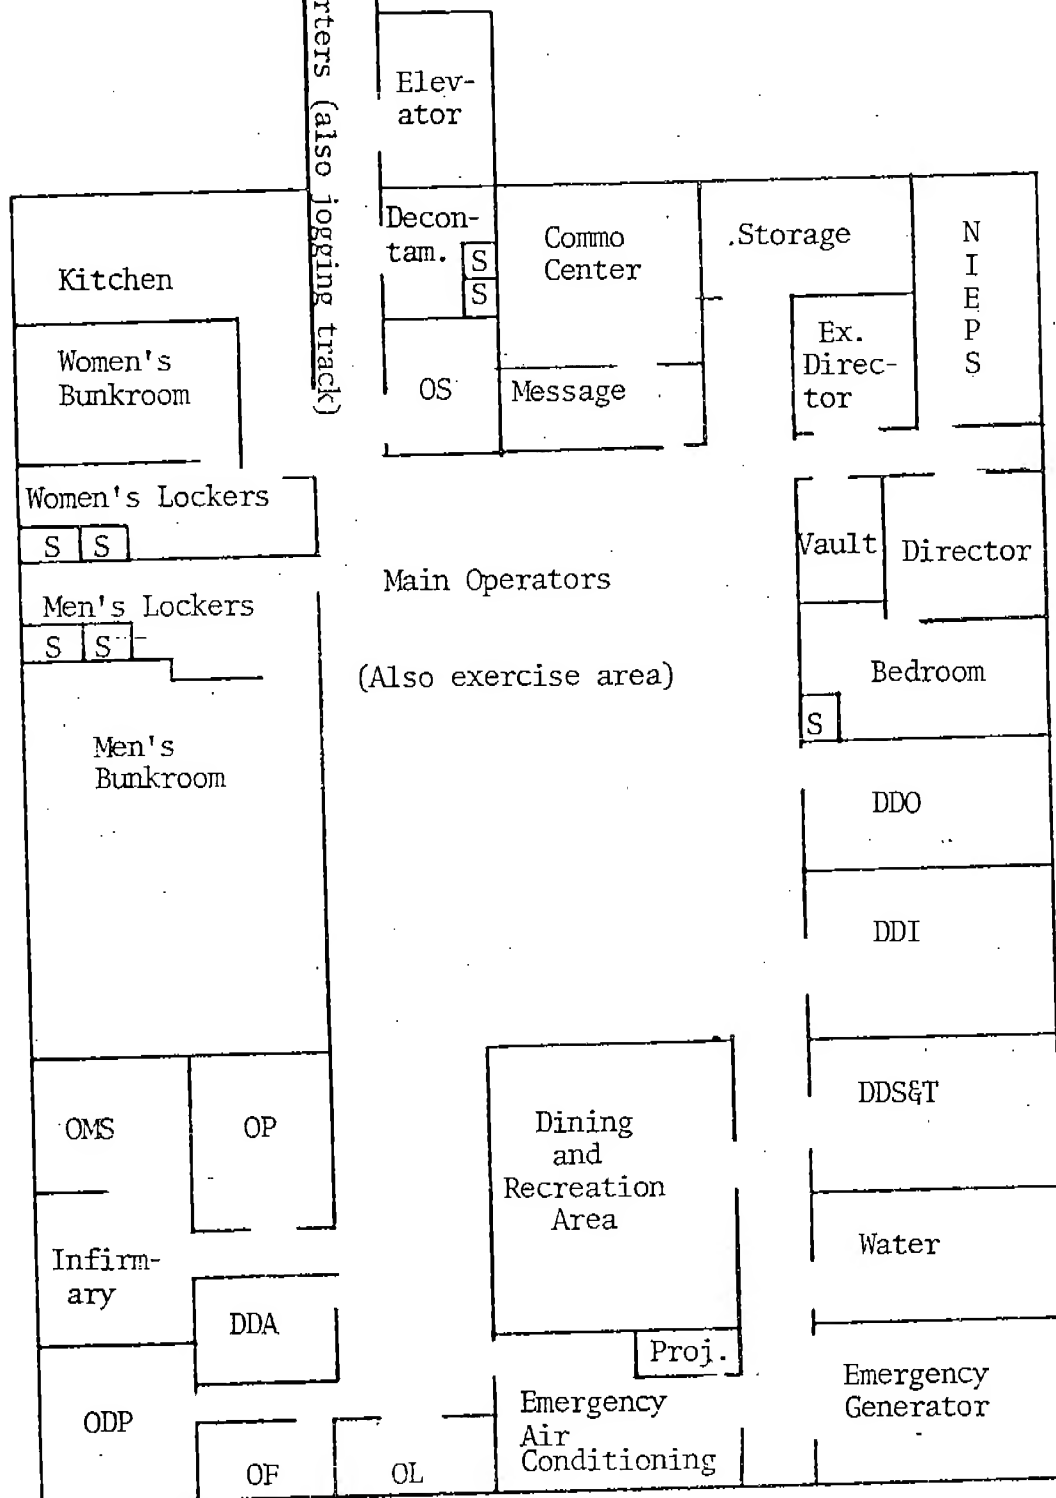 rters (also jogging track)
Elev-
ator
Decon-
tam.
S
S
Commo
Center
.Storage
N
I
E
P
S
Kitchen
Women's
Bunkroom
OS
Message
Ex.
Direc-
tor
Women's Lockers
S S
Main Operators
Vault
Director
Men's Lockers
S S
(Also exercise area)
Bedroom
S
Men's
Bunkroom
DDO
DDI
OMS
OP
Dining
and
Recreation
Area
DDS&T
Water
Infirm-
ary
DDA
Proj.
Emergency
Generator
ODP
Emergency
Air
Conditioning
OF
OL